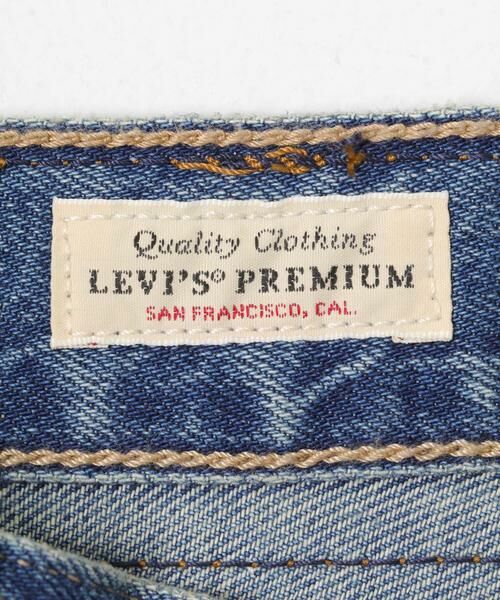 Quality Clothing
LEVI'S® PREMIUM
SAN FRANCISCO, CAL.